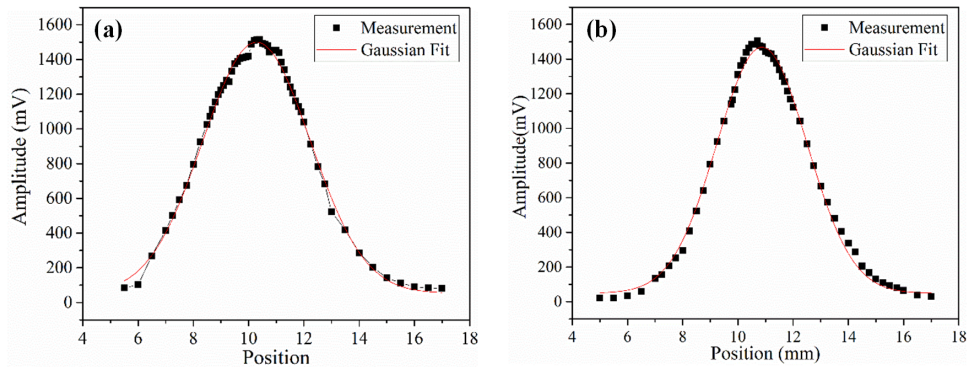 (a)
Measurement
Gaussian Fit
Amplitude (mV)
1600
1400
1200
1000
800
600
400
200
0
4 6 8 10 12 14 16 18
Position
(b)
Measurement
Gaussian Fit
Amplitude(mV)
1600
1400
1200
1000
800
600
400
200
0
4 6 8 10 12 14 16 18
Position (mm)